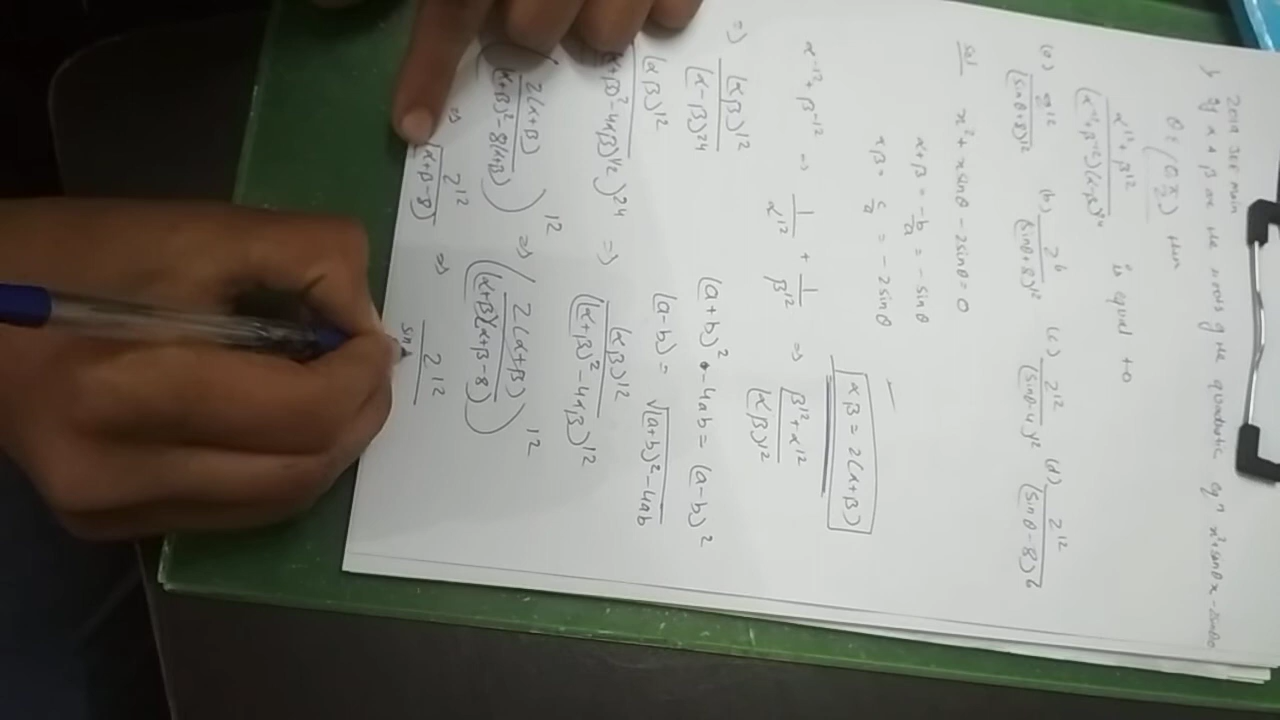 2019 JEE main
1) If α & β are the roots of the quadratic eqn x²+sinθx-2sinθ=0
θ ∈ (0, π/2) then
(α¹² + β¹²) / (α⁻¹²+β⁻¹²)(α-β)²⁴ is equal to
(a) 2¹²/(sinθ+8)¹² (b) 2⁶/(sinθ+8)¹² (c) 2¹²/(sinθ-4)¹² (d) 2¹²/(sinθ-8)⁶
sol x² + x sinθ - 2sinθ = 0
α+β = -b/a = - sinθ
αβ = c/a = - 2sinθ
αβ = 2(α+β)
α⁻¹² + β⁻¹² ⇒ 1/α¹² + 1/β¹² ⇒ (β¹²+α¹²)/(αβ)¹²
⇒ (αβ)¹²/(α-β)²⁴
(a+b)² - 4ab = (a-b)²
(a-b) = √(a+b)²-4ab
(αβ)¹²/((α+β)²-4αβ)^1/2)²⁴ ⇒ (αβ)¹²/((α+β)²-4αβ)¹²
(2(α+β)/(α+β)²-8(α+β))¹² ⇒ (2(α+β)/((α+β)(α+β-8))¹²
⇒ 2¹²/(α+β-8) ⇒ 2¹²/sin